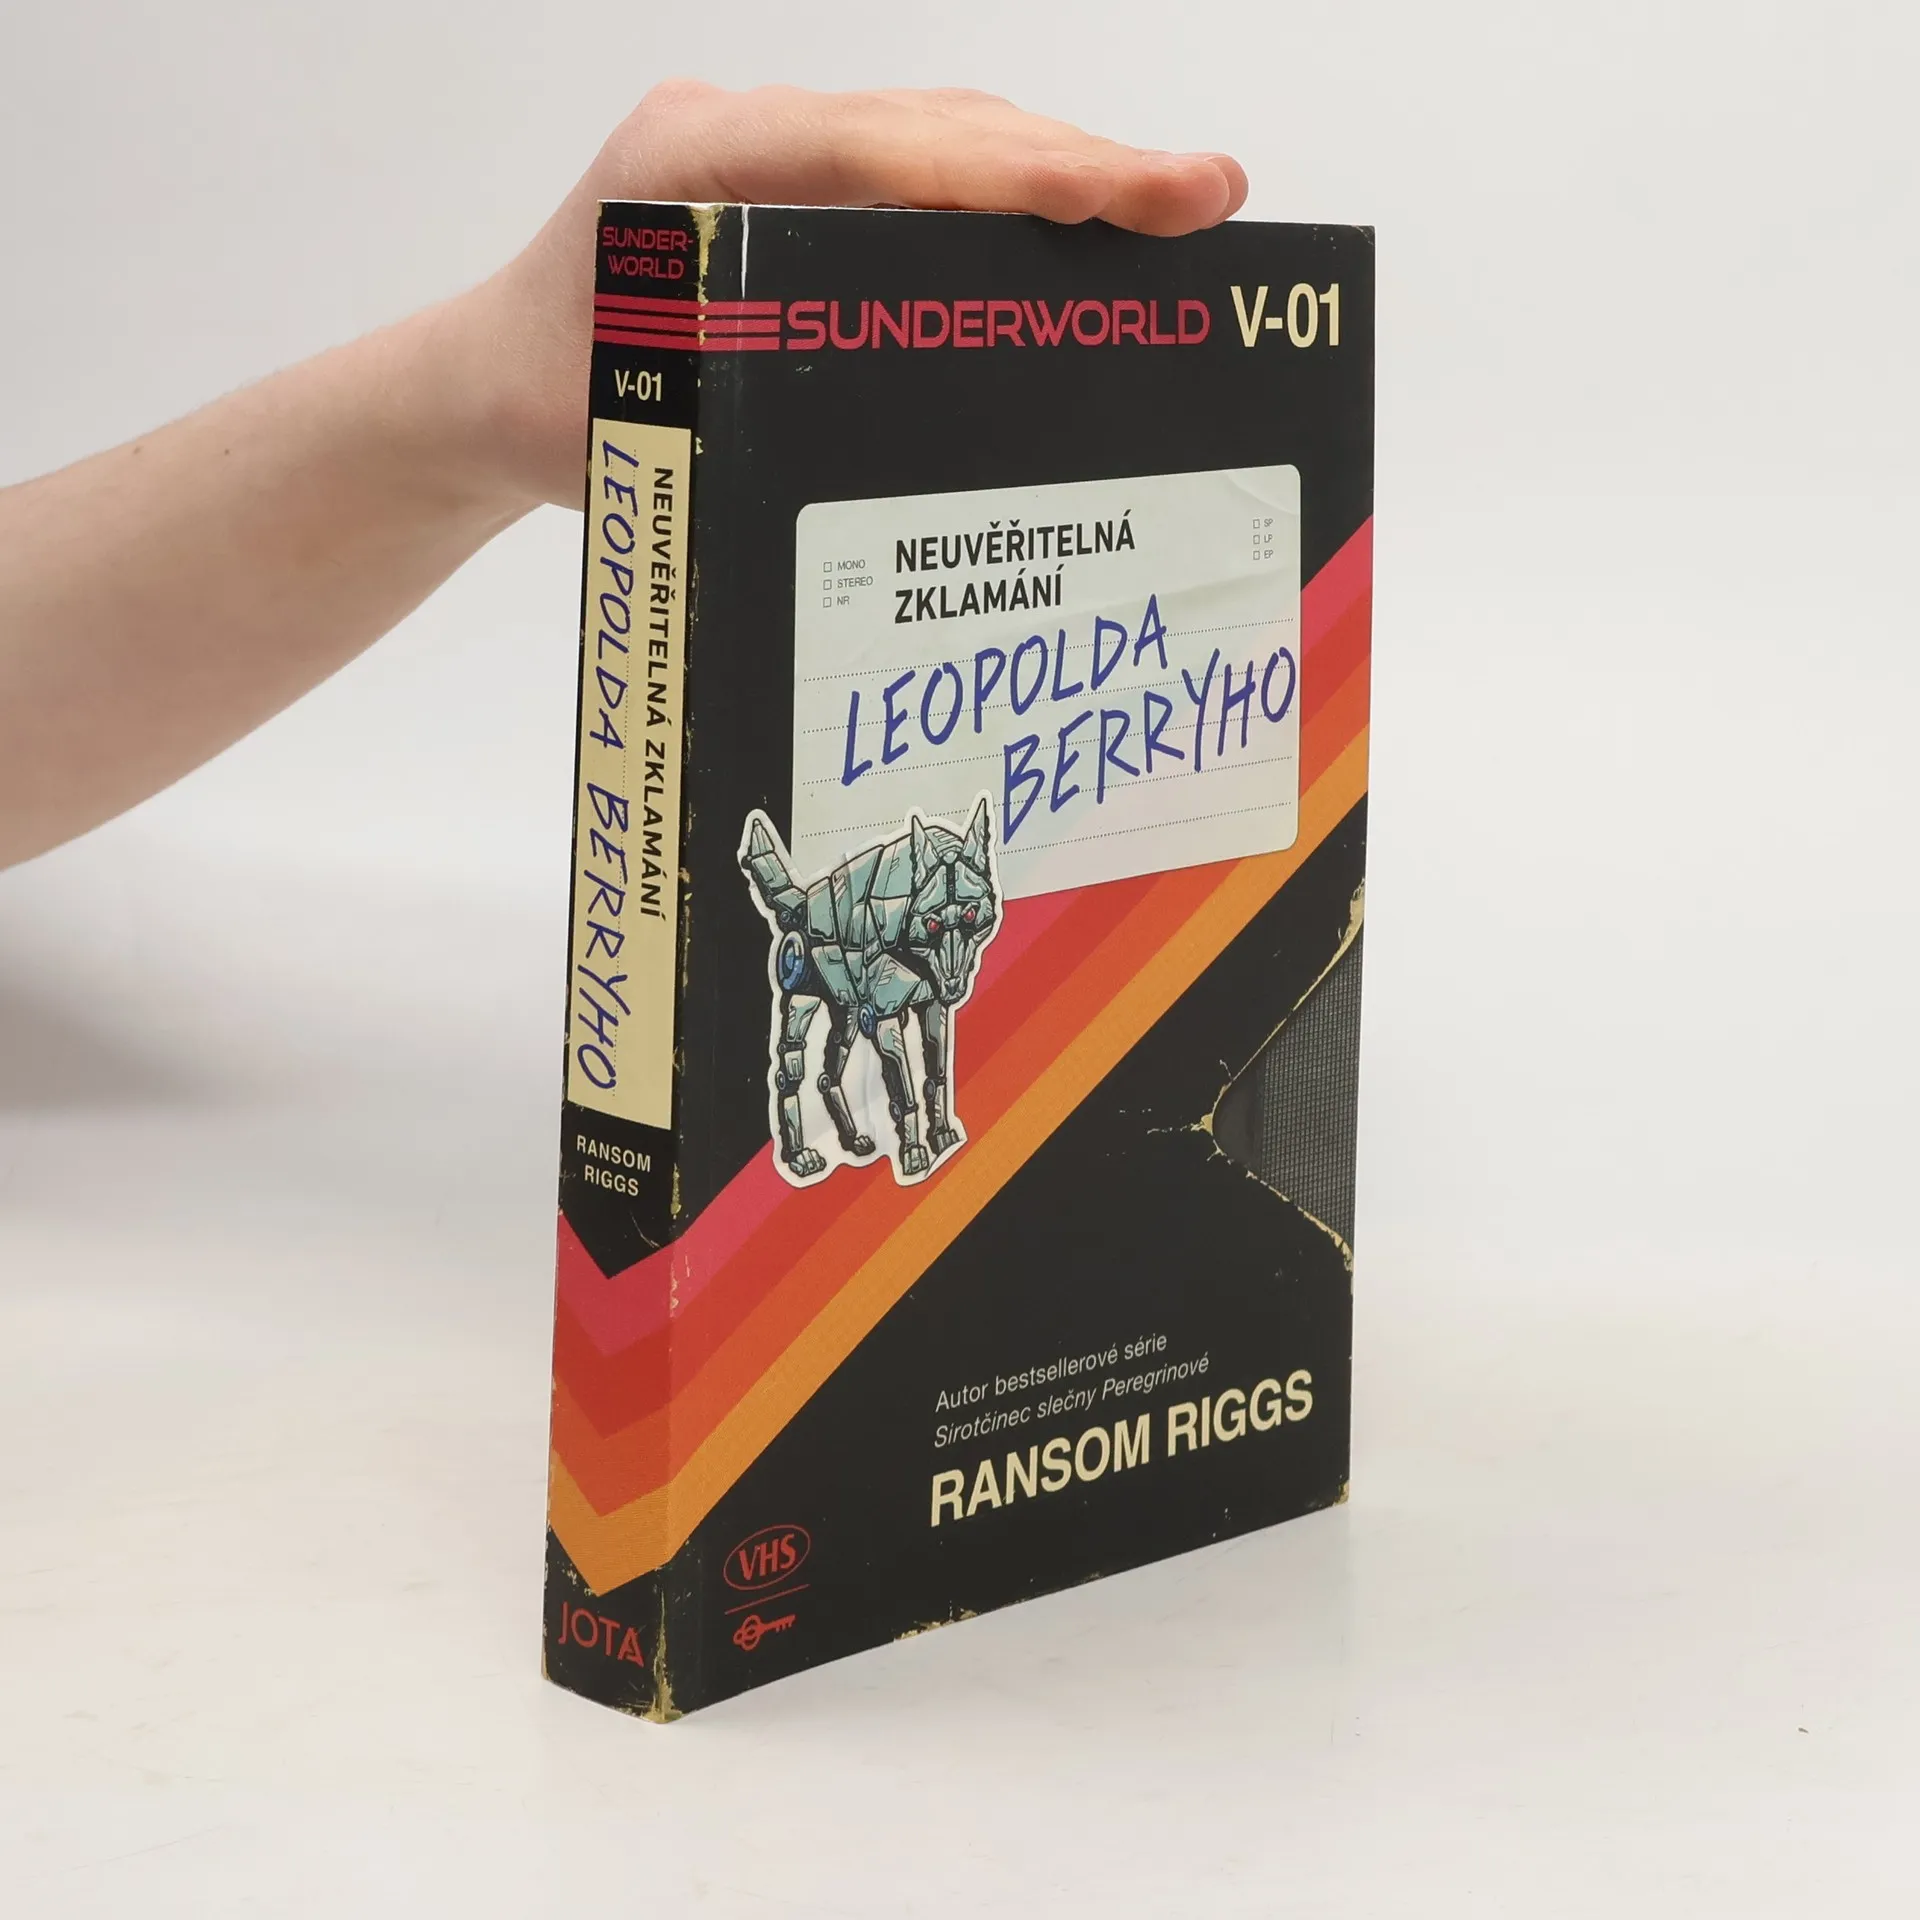 SUNDER-
WORLD
V-01
NEUVĚŘITELNÁ ZKLAMÁNÍ
LEOPOLDA BERRYHO
RANSOM
RIGGS
JOTA
SUNDERWORLD V-01
MONO
STEREO
NR
NEUVĚŘITELNÁ
ZKLAMÁNÍ
SP
LP
EP
LEOPOLDA
BERRYHO
Autor bestsellerové série
Sirotčinec slečny Peregrinové
RANSOM RIGGS
VHS